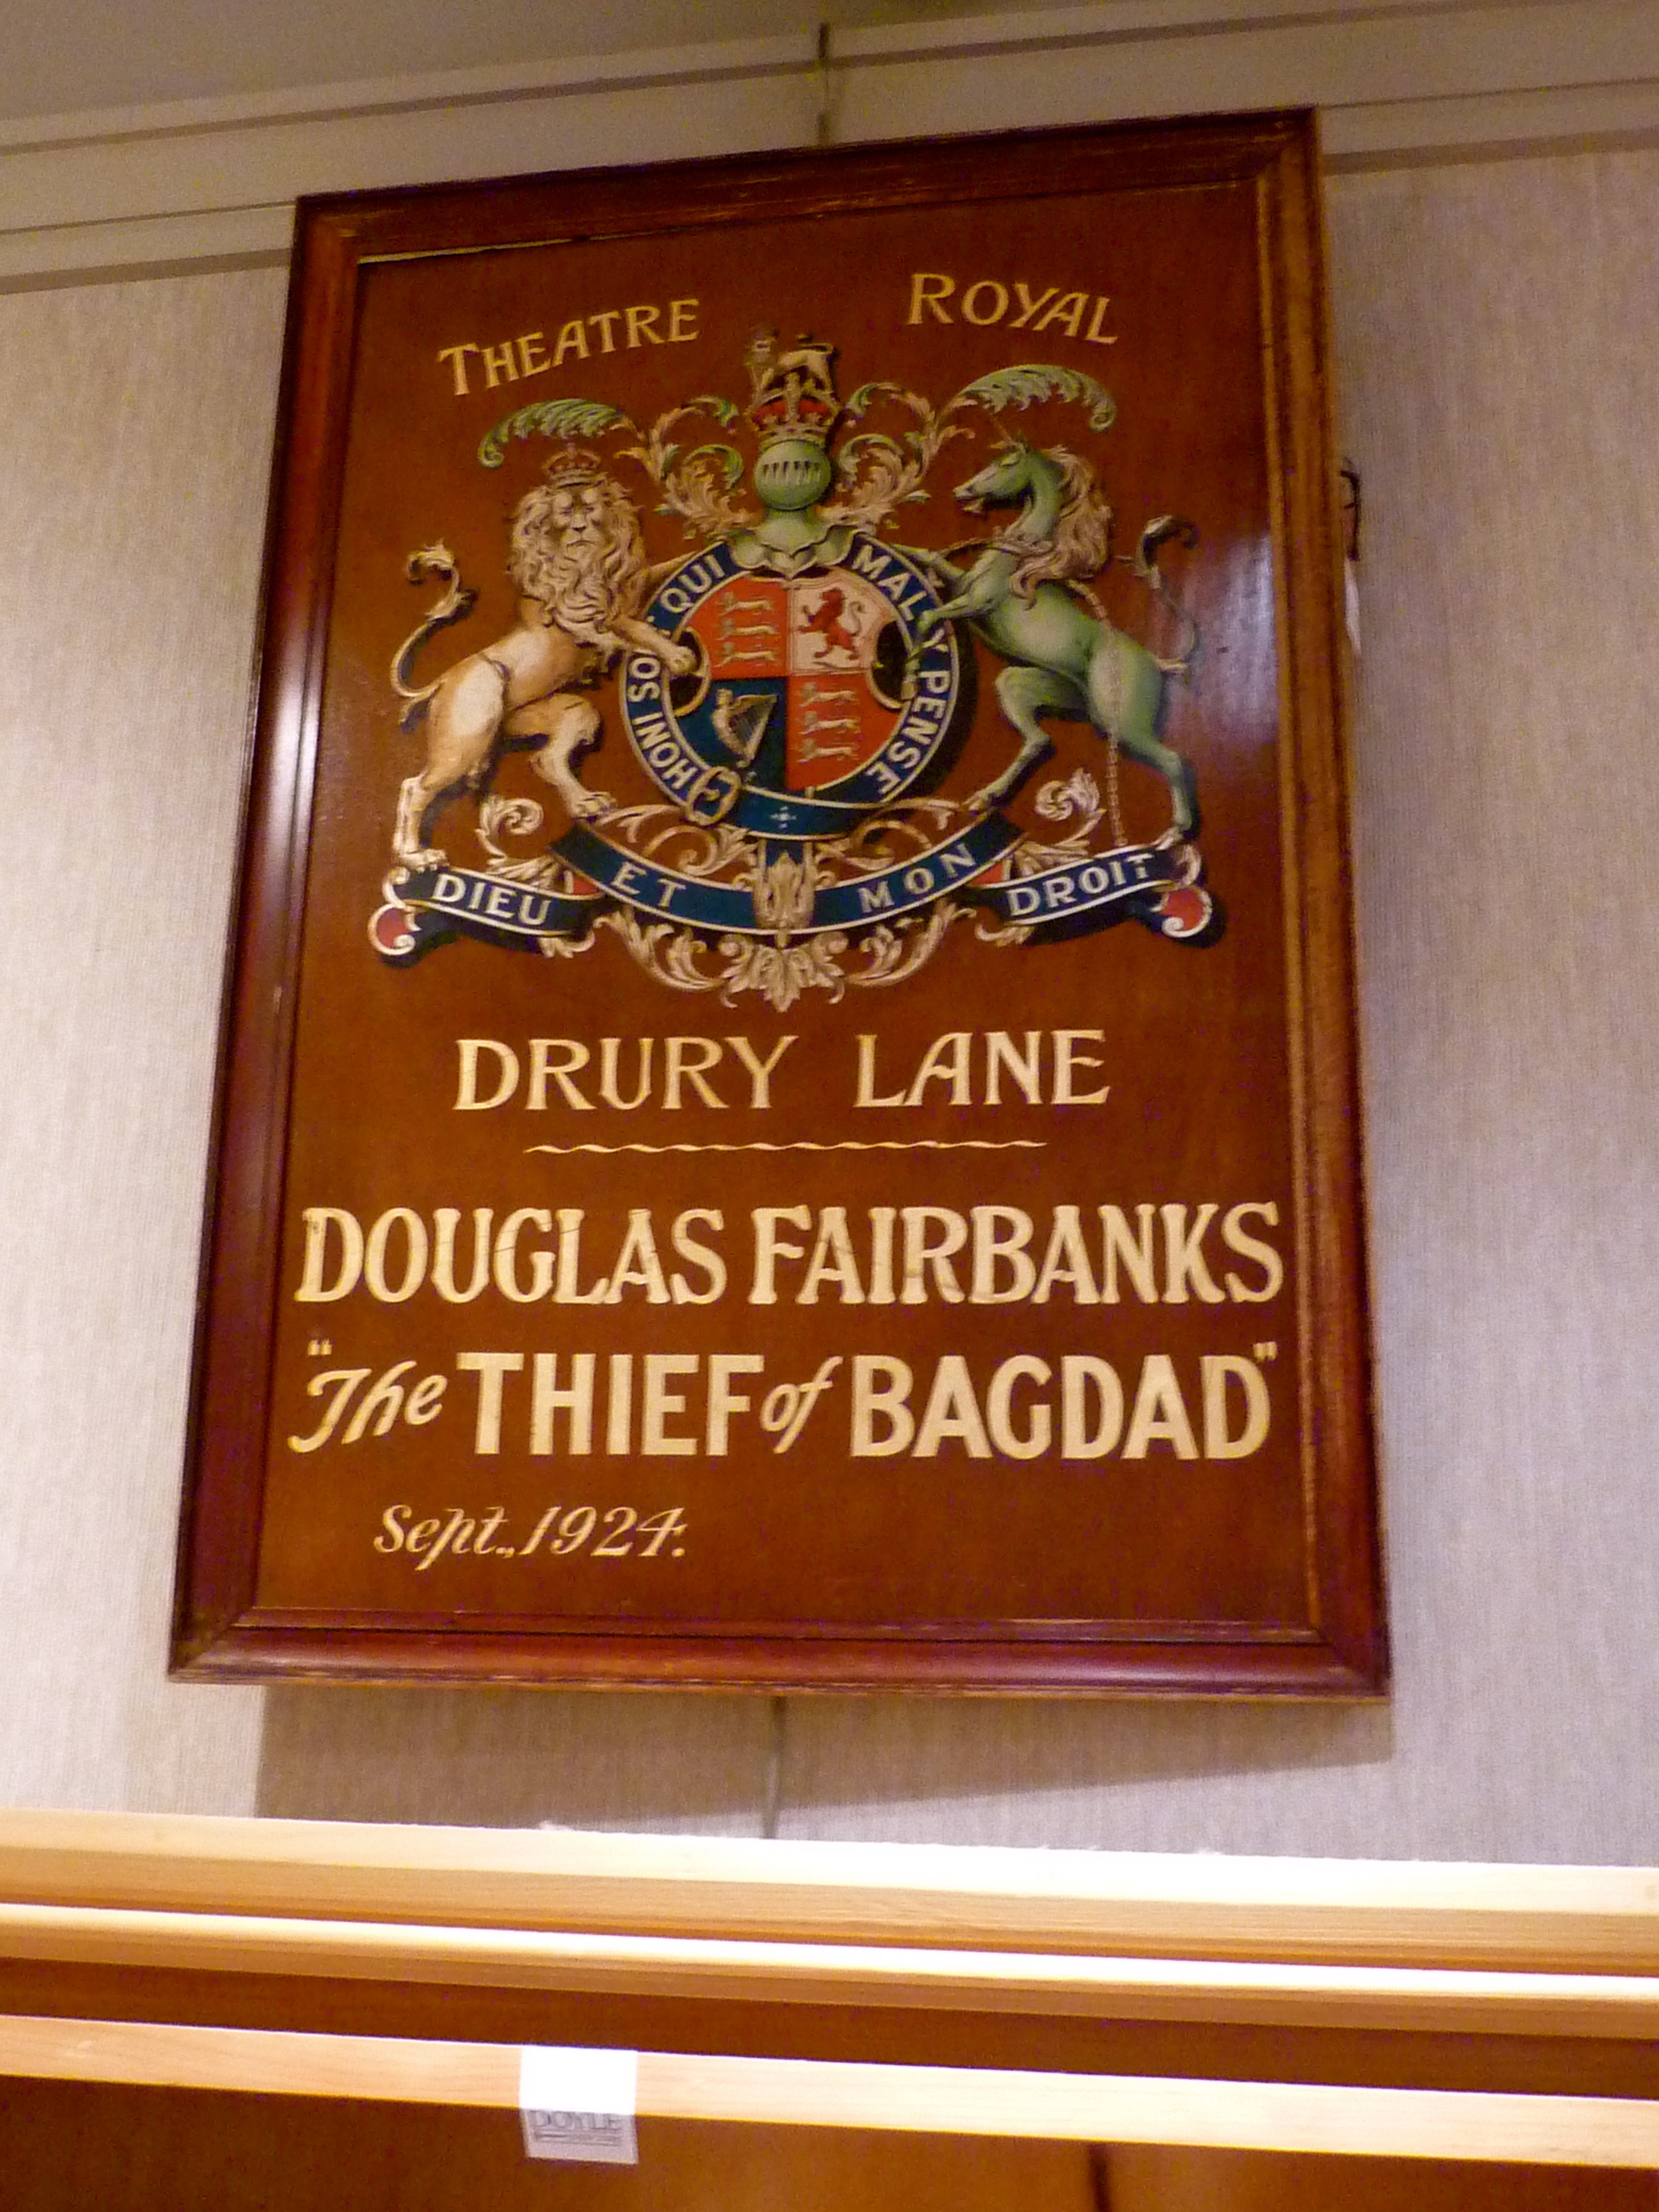 THEATRE ROYAL
HONI SOI QUI MAL Y PENSE
DIEU ET MON DROIT
DRURY LANE
DOUGLAS FAIRBANKS
"The THIEF of BAGDAD"
Sept., 1924.
DOYLE